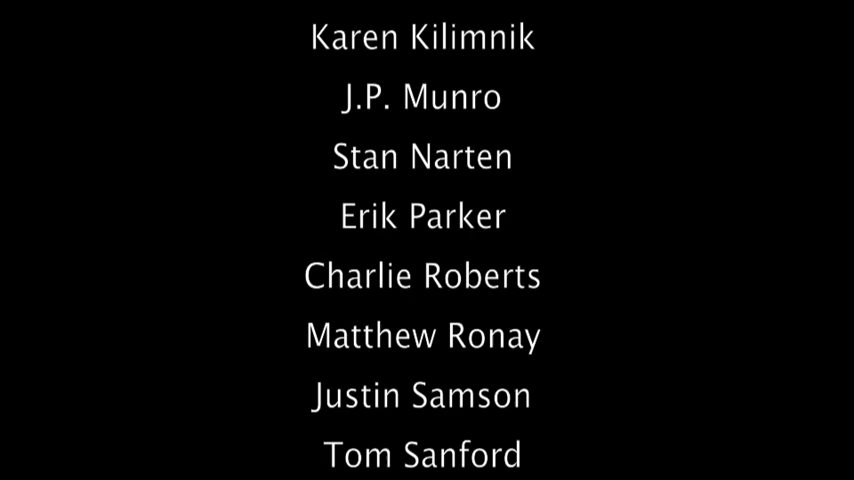 Karen Kilimnik
J.P. Munro
Stan Narten
Erik Parker
Charlie Roberts
Matthew Ronay
Justin Samson
Tom Sanford